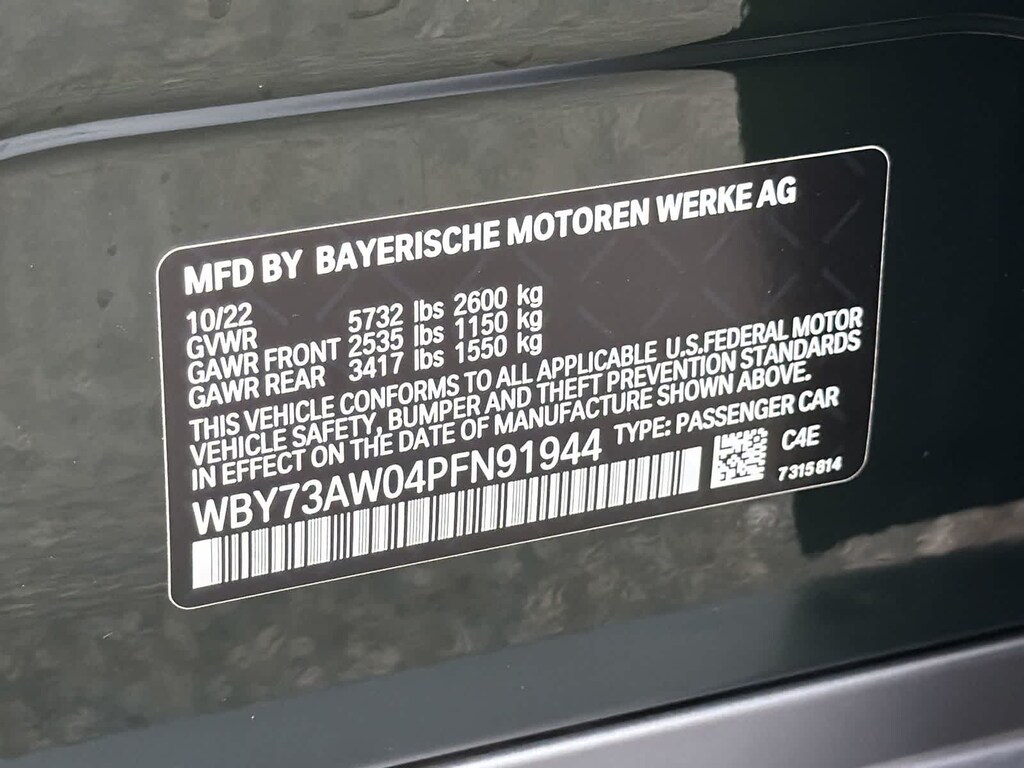 MFD BY BAYERISCHE MOTOREN WERKE AG
10/22
GVWR 5732 lbs 2600 kg
GAWR FRONT 2535 lbs 1150 kg
GAWR REAR 3417 lbs 1550 kg
THIS VEHICLE CONFORMS TO ALL APPLICABLE U.S.FEDERAL MOTOR
VEHICLE SAFETY, BUMPER AND THEFT PREVENTION STANDARDS
IN EFFECT ON THE DATE OF MANUFACTURE SHOWN ABOVE.
WBY73AW04PFN91944 TYPE: PASSENGER CAR
C4E
7315814